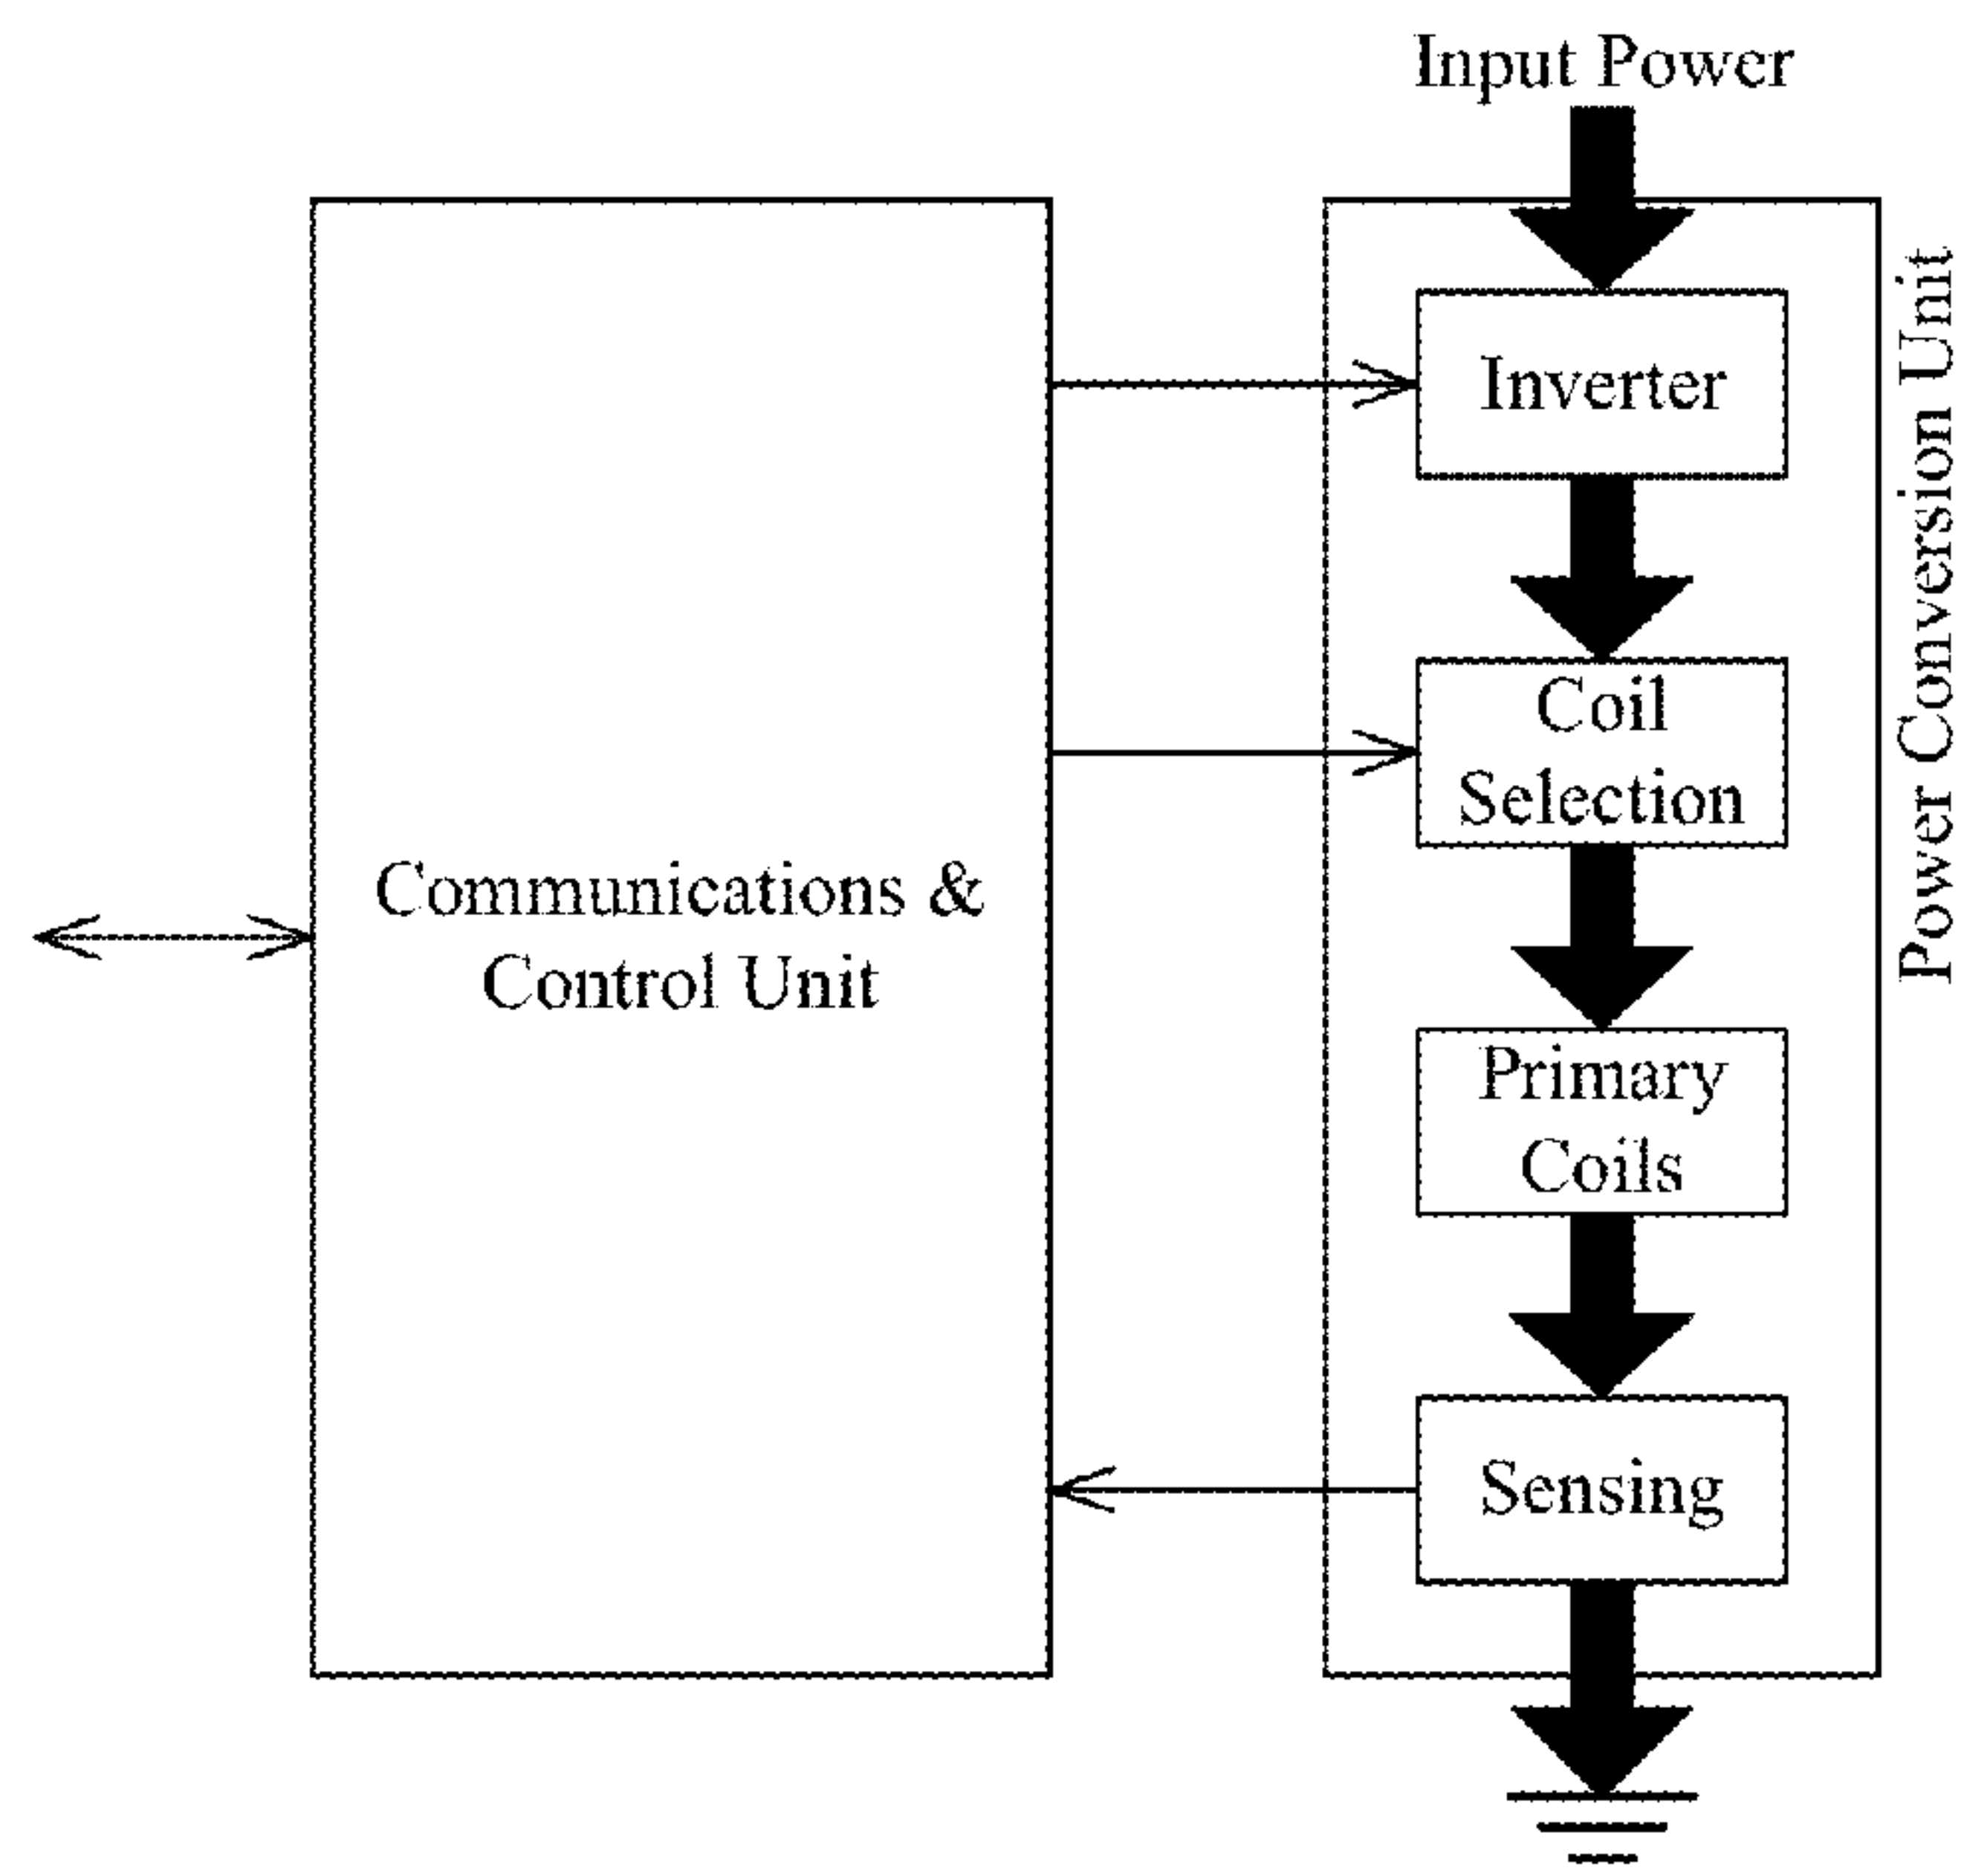 Input Power
Inverter
Coil
Selection
Communications &
Control Unit
Primary
Coils
Sensing
Power Conversion Unit